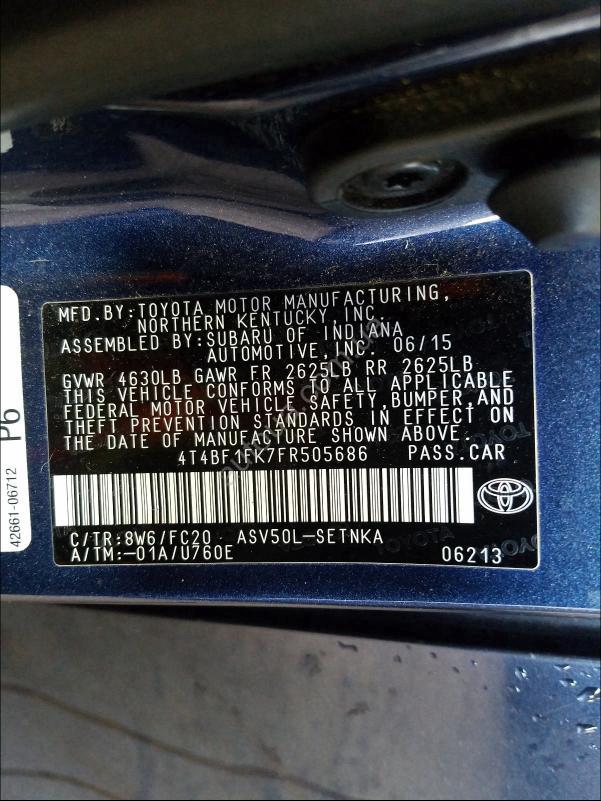 MFD.BY:TOYOTA MOTOR MANUFACTURING,
NORTHERN KENTUCKY, INC.
ASSEMBLED BY:SUBARU OF INDIANA
AUTOMOTIVE, INC. 06/15
GVWR 4630LB GAWR FR 2625LB RR 2625LB
THIS VEHICLE CONFORMS TO ALL APPLICABLE
FEDERAL MOTOR VEHICLE SAFETY, BUMPER, AND
THEFT PREVENTION STANDARDS IN EFFECT ON
THE DATE OF MANUFACTURE SHOWN ABOVE.
4T4BF1FK7FR505686 PASS.CAR
C/TR:8W6/FC20 ASV50L-SETNKA
A/TM:-01A/U760E
06213
P6
42661-06712